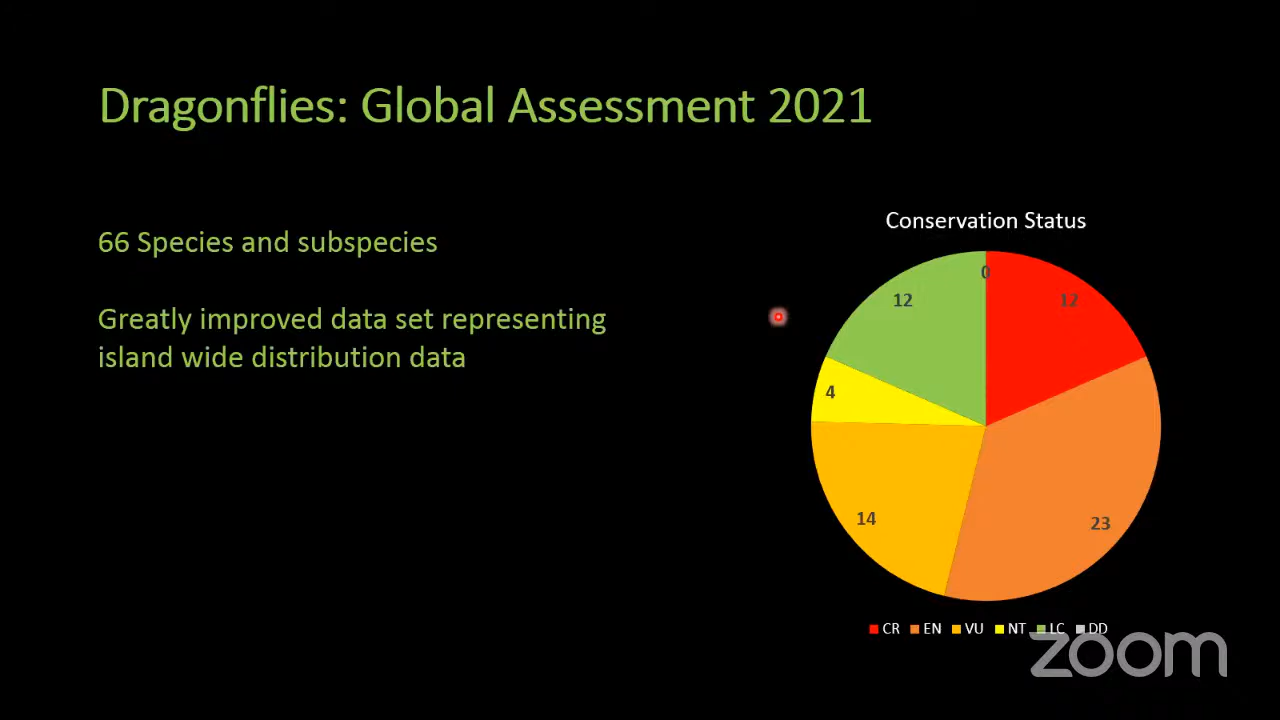 Dragonflies: Global Assessment 2021
66 Species and subspecies
Greatly improved data set representing
island wide distribution data
Conservation Status
0
12
12
4
14
23
CR EN VU NT LC DD
zoom